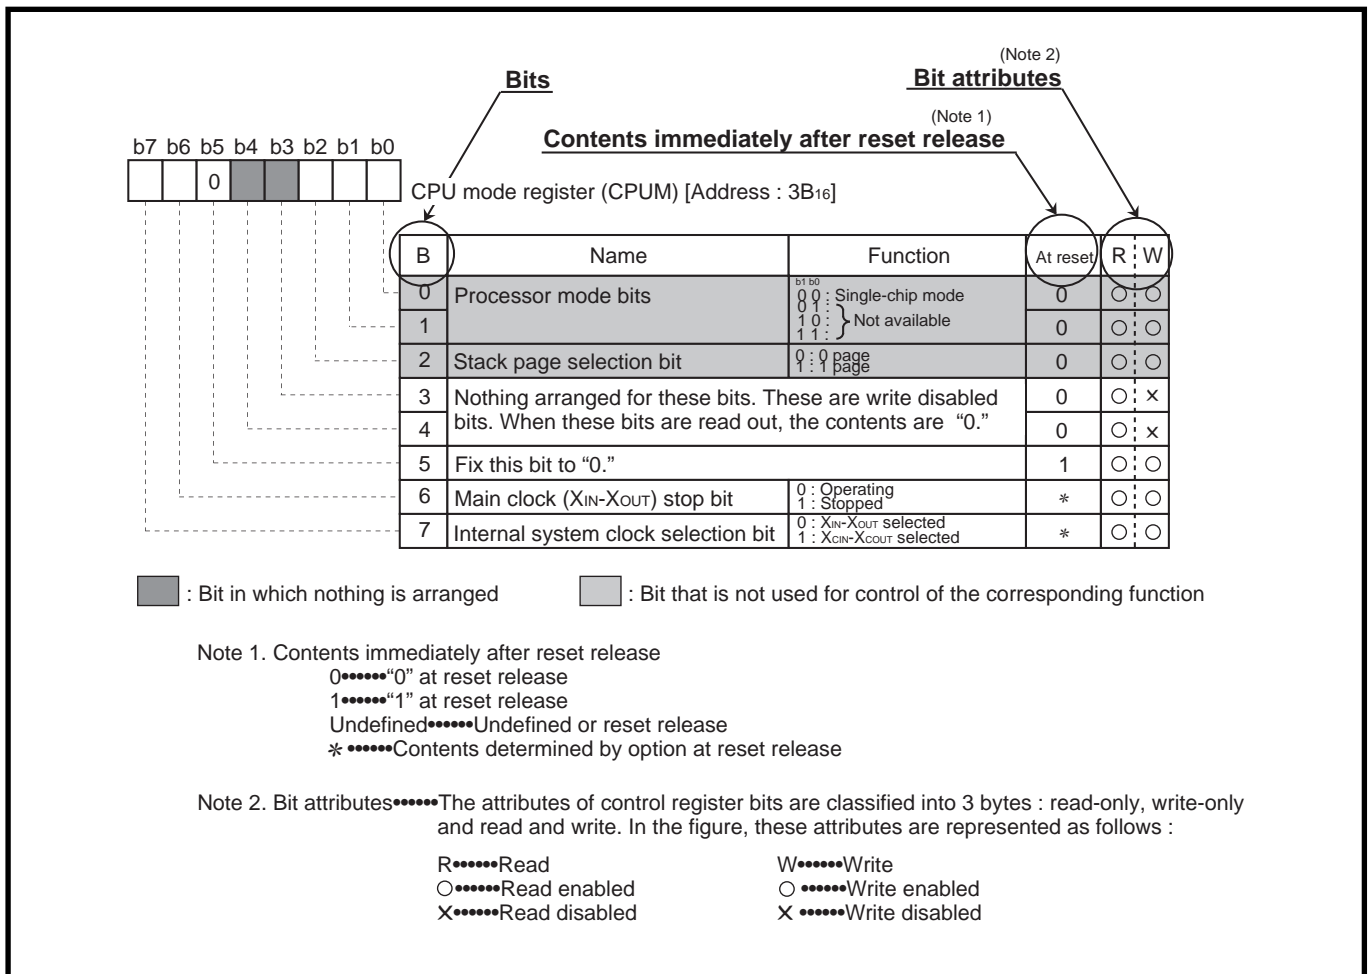 (Note 2)
Bits
Bit attributes
(Note 1)
Contents immediately after reset release
b7 b6 b5 b4 b3 b2 b1 b0
0
CPU mode register (CPUM) [Address : 3B16]
B Name Function At reset R W
0 Processor mode bits b1 b0 0 0 : Single-chip mode 0 ○ ○
0 1 :
1 1 0 : } Not available 0 ○ ○
1 1 :
2 Stack page selection bit 0 : 0 page 0 ○ ○
1 : 1 page
3 Nothing arranged for these bits. These are write disabled 0 ○ ×
4 bits. When these bits are read out, the contents are “0.” 0 ○ ×
5 Fix this bit to “0.” 1 ○ ○
6 Main clock (XIN-XOUT) stop bit 0 : Operating * ○ ○
1 : Stopped
7 Internal system clock selection bit 0 : XIN-XOUT selected * ○ ○
1 : XCIN-XCOUT selected
: Bit in which nothing is arranged : Bit that is not used for control of the corresponding function
Note 1. Contents immediately after reset release
0••••••“0” at reset release
1••••••“1” at reset release
Undefined••••••Undefined or reset release
* ••••••Contents determined by option at reset release
Note 2. Bit attributes••••••The attributes of control register bits are classified into 3 bytes : read-only, write-only
and read and write. In the figure, these attributes are represented as follows :
R••••••Read W••••••Write
○••••••Read enabled ○ ••••••Write enabled
×••••••Read disabled × ••••••Write disabled